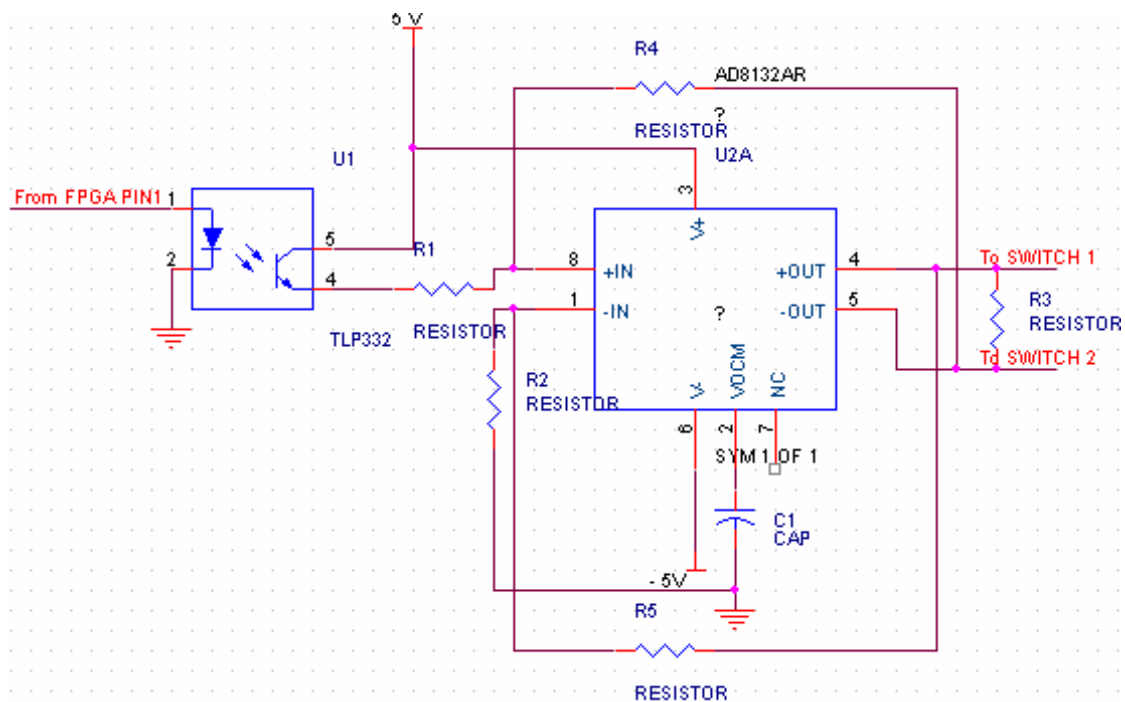 5 V
R4
AD8132AR
?
RESISTOR
U2A
U1
From FPGA PIN1
1
2
5
4
R1
RESISTOR
TLP332
3
V+
8
+IN
1
-IN
4
+OUT
5
-OUT
To SWITCH 1
R3
RESISTOR
To SWITCH 2
?
R2
RESISTOR
V-
VOCM
NC
6
2
7
SYM 1 OF 1
C1
CAP
- 5V
R5
RESISTOR